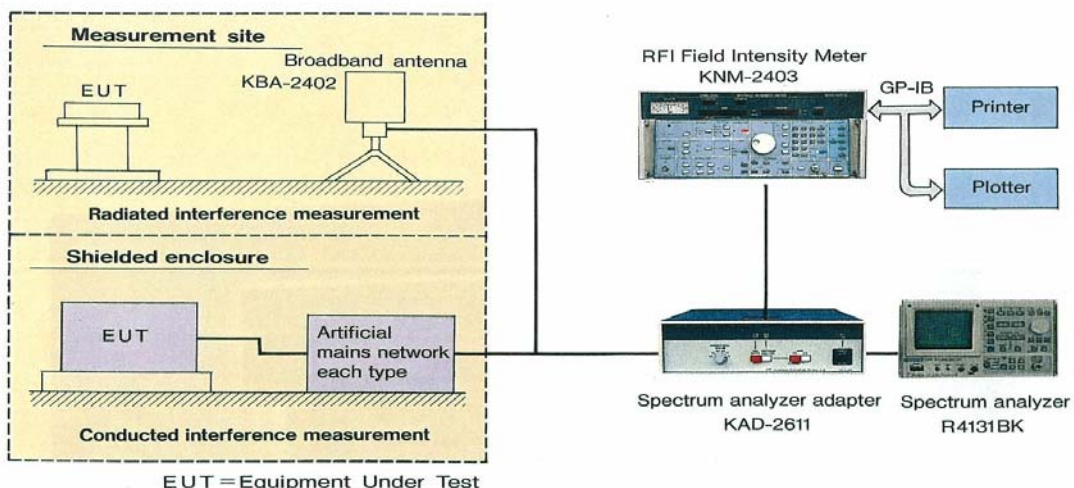 Measurement site
Broadband antenna
KBA-2402
EUT
Radiated interference measurement
Shielded enclosure
EUT
Artificial
mains network
each type
Conducted interference measurement
EUT=Equipment Under Test
RFI Field Intensity Meter
KNM-2403
GP-IB
Printer
Plotter
Spectrum analyzer adapter
KAD-2611
Spectrum analyzer
R4131BK